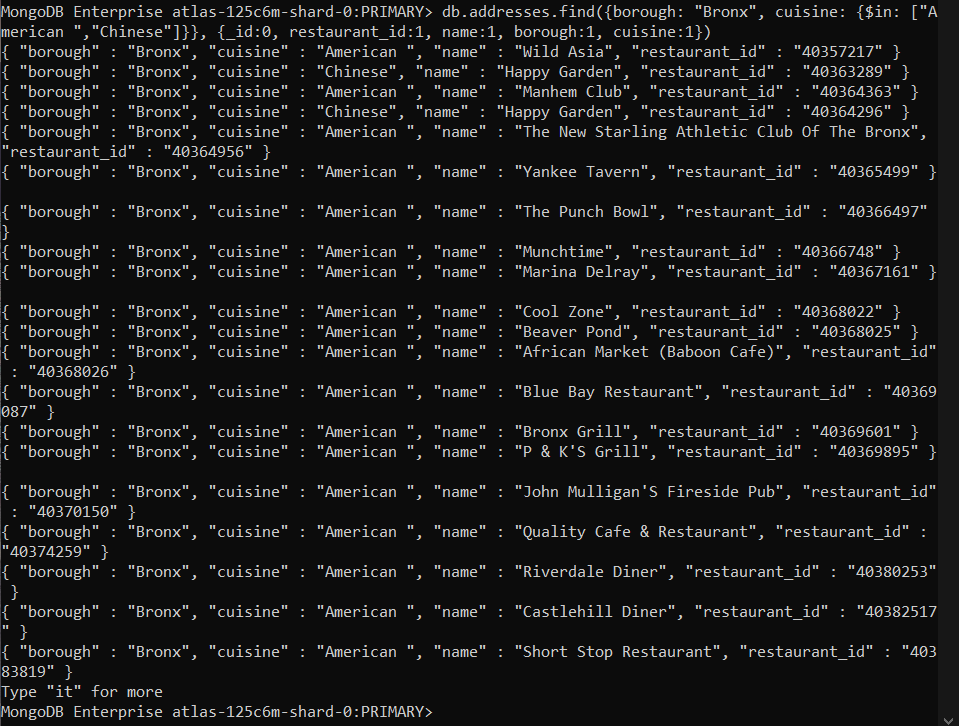 MongoDB Enterprise atlas-125c6m-shard-0:PRIMARY> db.addresses.find({borough: "Bronx", cuisine: {$in: ["A
merican ","Chinese"]}}, {_id:0, restaurant_id:1, name:1, borough:1, cuisine:1})
{ "borough" : "Bronx", "cuisine" : "American ", "name" : "Wild Asia", "restaurant_id" : "40357217" }
{ "borough" : "Bronx", "cuisine" : "Chinese", "name" : "Happy Garden", "restaurant_id" : "40363289" }
{ "borough" : "Bronx", "cuisine" : "American ", "name" : "Manhem Club", "restaurant_id" : "40364363" }
{ "borough" : "Bronx", "cuisine" : "Chinese", "name" : "Happy Garden", "restaurant_id" : "40364296" }
{ "borough" : "Bronx", "cuisine" : "American ", "name" : "The New Starling Athletic Club Of The Bronx",
"restaurant_id" : "40364956" }
{ "borough" : "Bronx", "cuisine" : "American ", "name" : "Yankee Tavern", "restaurant_id" : "40365499" }
{ "borough" : "Bronx", "cuisine" : "American ", "name" : "The Punch Bowl", "restaurant_id" : "40366497"
}
{ "borough" : "Bronx", "cuisine" : "American ", "name" : "Munchtime", "restaurant_id" : "40366748" }
{ "borough" : "Bronx", "cuisine" : "American ", "name" : "Marina Delray", "restaurant_id" : "40367161" }
{ "borough" : "Bronx", "cuisine" : "American ", "name" : "Cool Zone", "restaurant_id" : "40368022" }
{ "borough" : "Bronx", "cuisine" : "American ", "name" : "Beaver Pond", "restaurant_id" : "40368025" }
{ "borough" : "Bronx", "cuisine" : "American ", "name" : "African Market (Baboon Cafe)", "restaurant_id"
 : "40368026" }
{ "borough" : "Bronx", "cuisine" : "American ", "name" : "Blue Bay Restaurant", "restaurant_id" : "40369
087" }
{ "borough" : "Bronx", "cuisine" : "American ", "name" : "Bronx Grill", "restaurant_id" : "40369601" }
{ "borough" : "Bronx", "cuisine" : "American ", "name" : "P & K'S Grill", "restaurant_id" : "40369895" }
{ "borough" : "Bronx", "cuisine" : "American ", "name" : "John Mulligan'S Fireside Pub", "restaurant_id"
 : "40370150" }
{ "borough" : "Bronx", "cuisine" : "American ", "name" : "Quality Cafe & Restaurant", "restaurant_id" :
"40374259" }
{ "borough" : "Bronx", "cuisine" : "American ", "name" : "Riverdale Diner", "restaurant_id" : "40380253"
 }
{ "borough" : "Bronx", "cuisine" : "American ", "name" : "Castlehill Diner", "restaurant_id" : "40382517
" }
{ "borough" : "Bronx", "cuisine" : "American ", "name" : "Short Stop Restaurant", "restaurant_id" : "403
83819" }
Type "it" for more
MongoDB Enterprise atlas-125c6m-shard-0:PRIMARY>